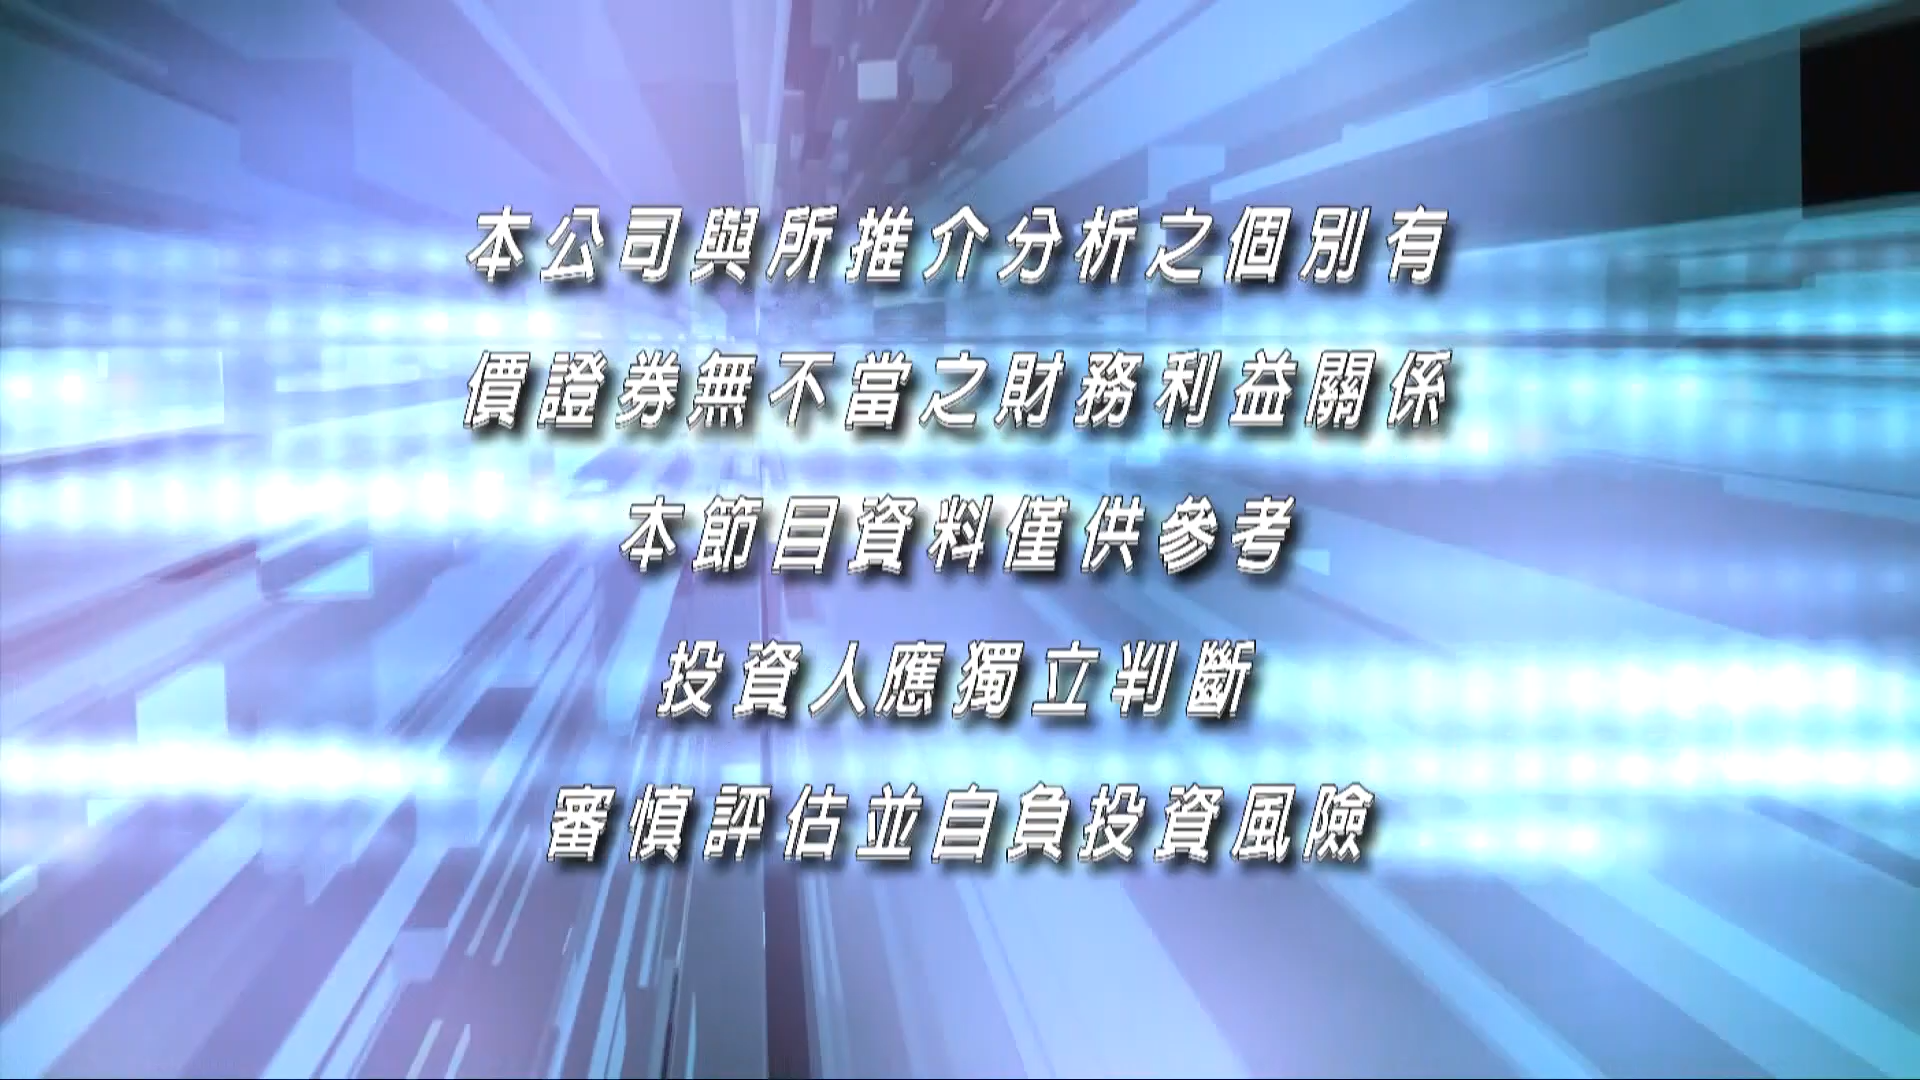 本公司與所推介分析之個別有
價證券無不當之財務利益關係
本節目資料僅供參考
投資人應獨立判斷
審慎評估並自負投資風險